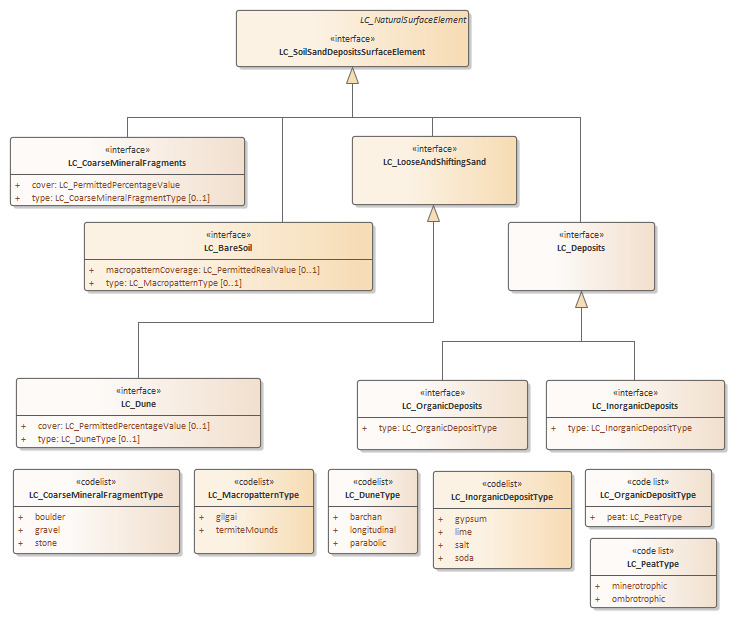 LC_NaturalSurfaceElement
«interface»
LC_SoilSandDepositsSurfaceElement
«interface»
LC_CoarseMineralFragments
+ cover: LC_PermittedPercentageValue
+ type: LC_CoarseMineralFragmentType [0..1]
«interface»
LC_LooseAndShiftingSand
«interface»
LC_BareSoil
+ macropatternCoverage: LC_PermittedRealValue [0..1]
+ type: LC_MacropatternType [0..1]
«interface»
LC_Deposits
«interface»
LC_Dune
+ cover: LC_PermittedPercentageValue [0..1]
+ type: LC_DuneType [0..1]
«interface»
LC_OrganicDeposits
+ type: LC_OrganicDepositType
«interface»
LC_InorganicDeposits
+ type: LC_InorganicDepositType
«codelist»
LC_CoarseMineralFragmentType
+ boulder
+ gravel
+ stone
«codelist»
LC_MacropatternType
+ gilgai
+ termiteMounds
«codelist»
LC_DuneType
+ barchan
+ longitudinal
+ parabolic
«codelist»
LC_InorganicDepositType
+ gypsum
+ lime
+ salt
+ soda
«code list»
LC_OrganicDepositType
+ peat: LC_PeatType
«code list»
LC_PeatType
+ minerotrophic
+ ombrotrophic